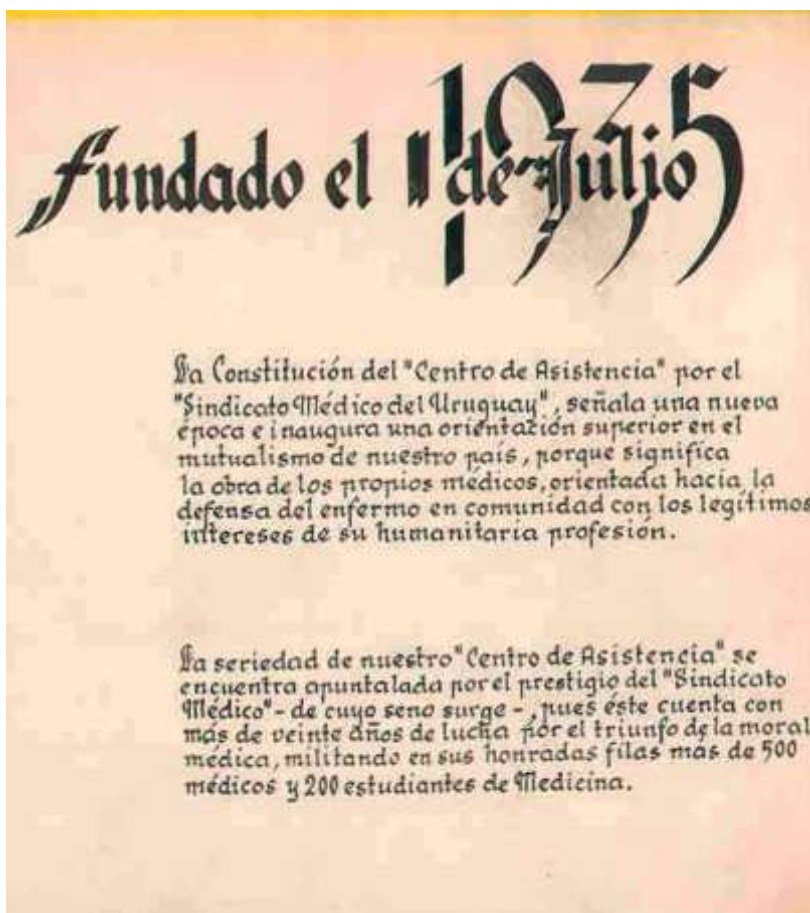 fundado el 1 de Julio
1935
La Constitución del "Centro de Asistencia" por el
"Sindicato Médico del Uruguay", señala una nueva
época e inaugura una orientación superior en el
mutualismo de nuestro país, porque significa
la obra de los propios médicos, orientada hacia la
defensa del enfermo en comunidad con los legítimos
intereses de su humanitaria profesión.
La seriedad de nuestro "Centro de Asistencia" se
encuentra apuntalada por el prestigio del "Sindicato
Médico" - de cuyo seno surge -, pues éste cuenta con
más de veinte años de lucha por el triunfo de la moral
médica, militando en sus honradas filas más de 500
médicos y 200 estudiantes de Medicina.